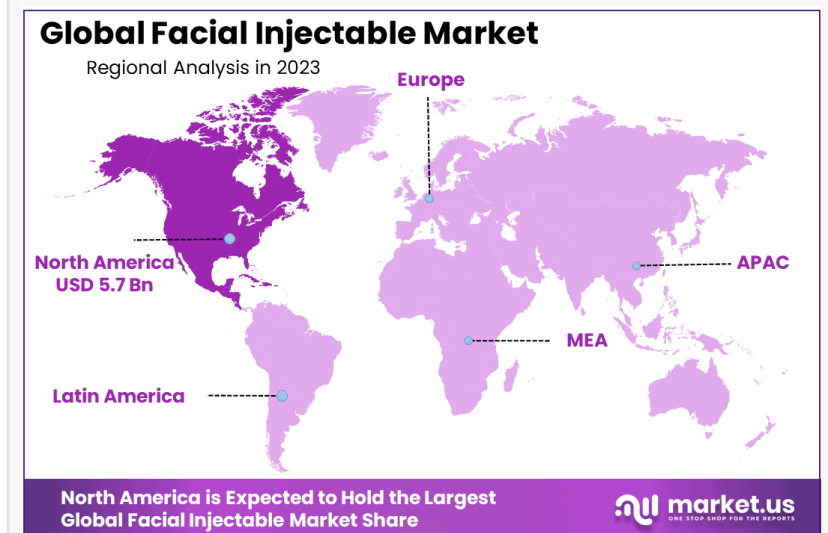 Global Facial Injectable Market
Regional Analysis in 2023
Europe
North America
USD 5.7 Bn
APAC
MEA
Latin America
North America is Expected to Hold the Largest
Global Facial Injectable Market Share
market.us
ONE STOP SHOP FOR THE REPORTS